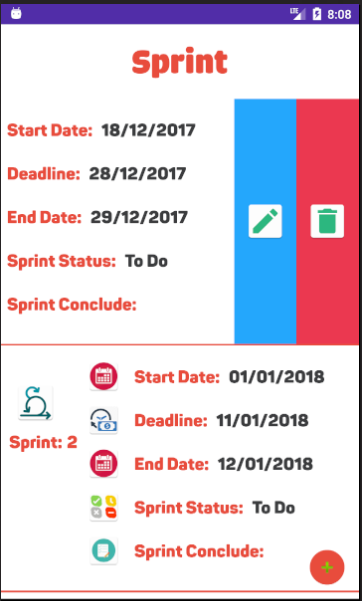 LTE 8:08
Sprint
Start Date: 18/12/2017
Deadline: 28/12/2017
End Date: 29/12/2017
Sprint Status: To Do
Sprint Conclude:
Start Date: 01/01/2018
Deadline: 11/01/2018
Sprint: 2
End Date: 12/01/2018
Sprint Status: To Do
Sprint Conclude:
+